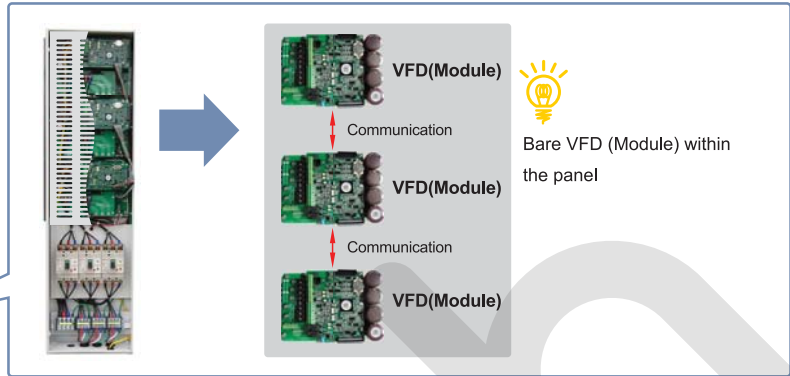 VFD(Module)
Communication
VFD(Module)
Communication
VFD(Module)
Bare VFD (Module) within
the panel